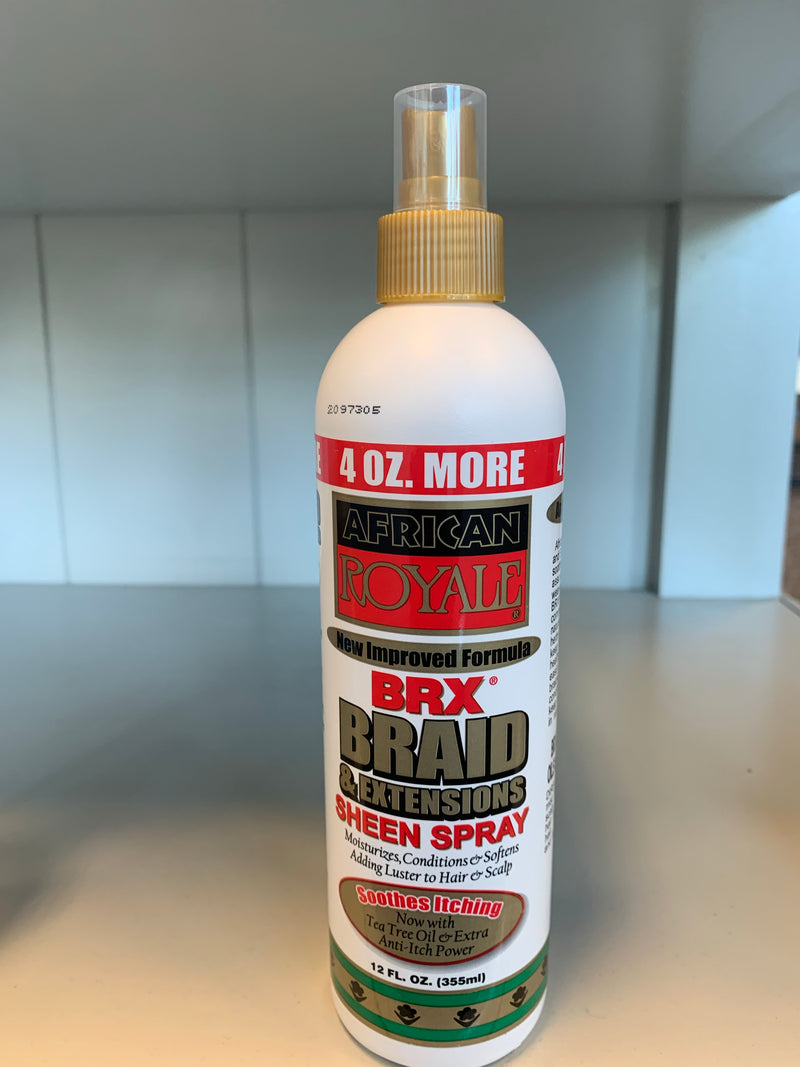 2097305
4 OZ. MORE
AFRICAN
ROYALE®
New Improved Formula
BRX®
BRAID
& EXTENSIONS
SHEEN SPRAY
Moisturizes, Conditions & Softens
Adding Luster to Hair & Scalp
Soothes Itching
Now with
Tea Tree Oil & Extra
Anti-Itch Power
12 FL. OZ. (355ml)